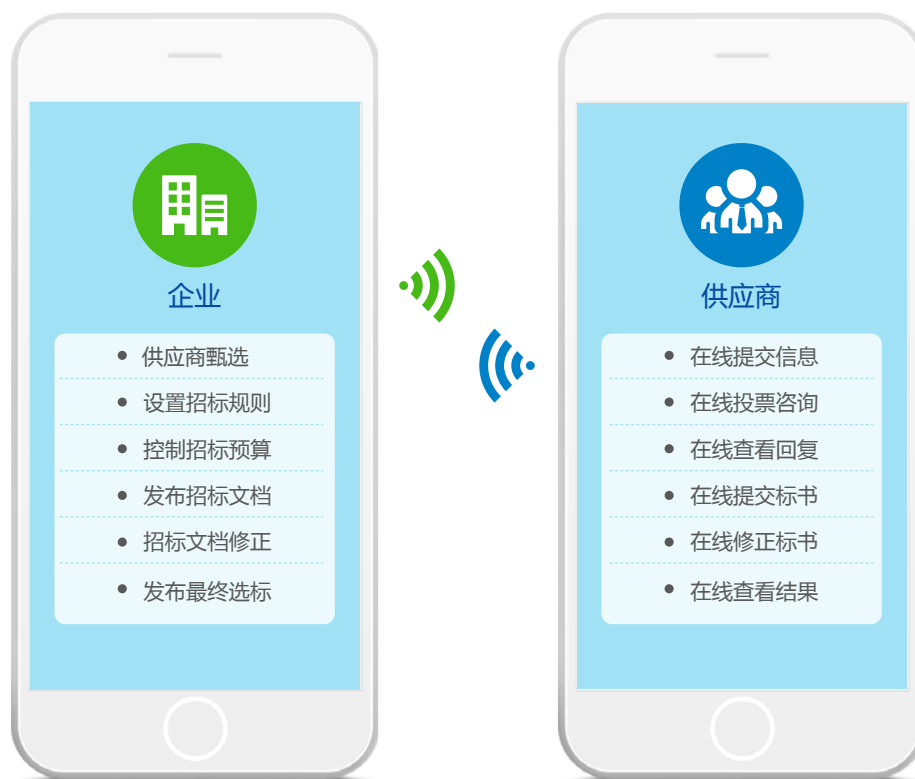 企业
供应商甄选
设置招标规则
控制招标预算
发布招标文档
招标文档修正
发布最终选标
供应商
在线提交信息
在线投票咨询
在线查看回复
在线提交标书
在线修正标书
在线查看结果